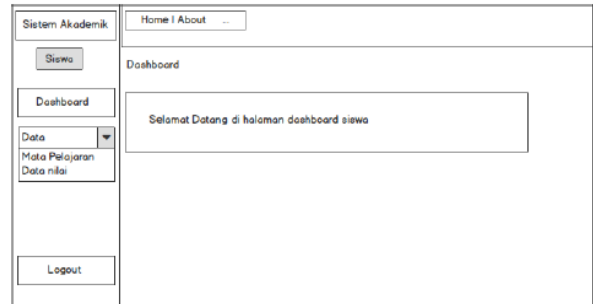 Sistem Akademik
Siswa
Dashboard
Data
Mata Pelajaran
Data nilai
Logout
Home | About ...
Dashboard
Selamat Datang di halaman dashboard siswa